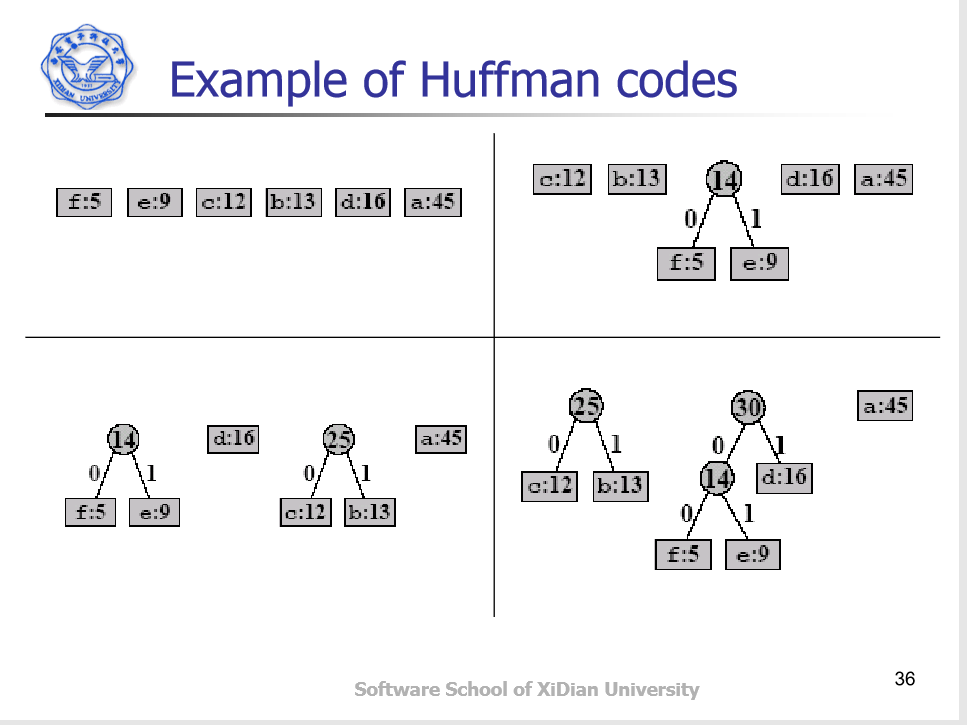 Example of Huffman codes
f:5 e:9 c:12 b:13 d:16 a:45
c:12 b:13 14 d:16 a:45
0 1
f:5 e:9
14 d:16 25 a:45
0 1 0 1
f:5 e:9 c:12 b:13
25 30 a:45
0 1 0 1
c:12 b:13 14 d:16
0 1
f:5 e:9
Software School of XiDian University
36